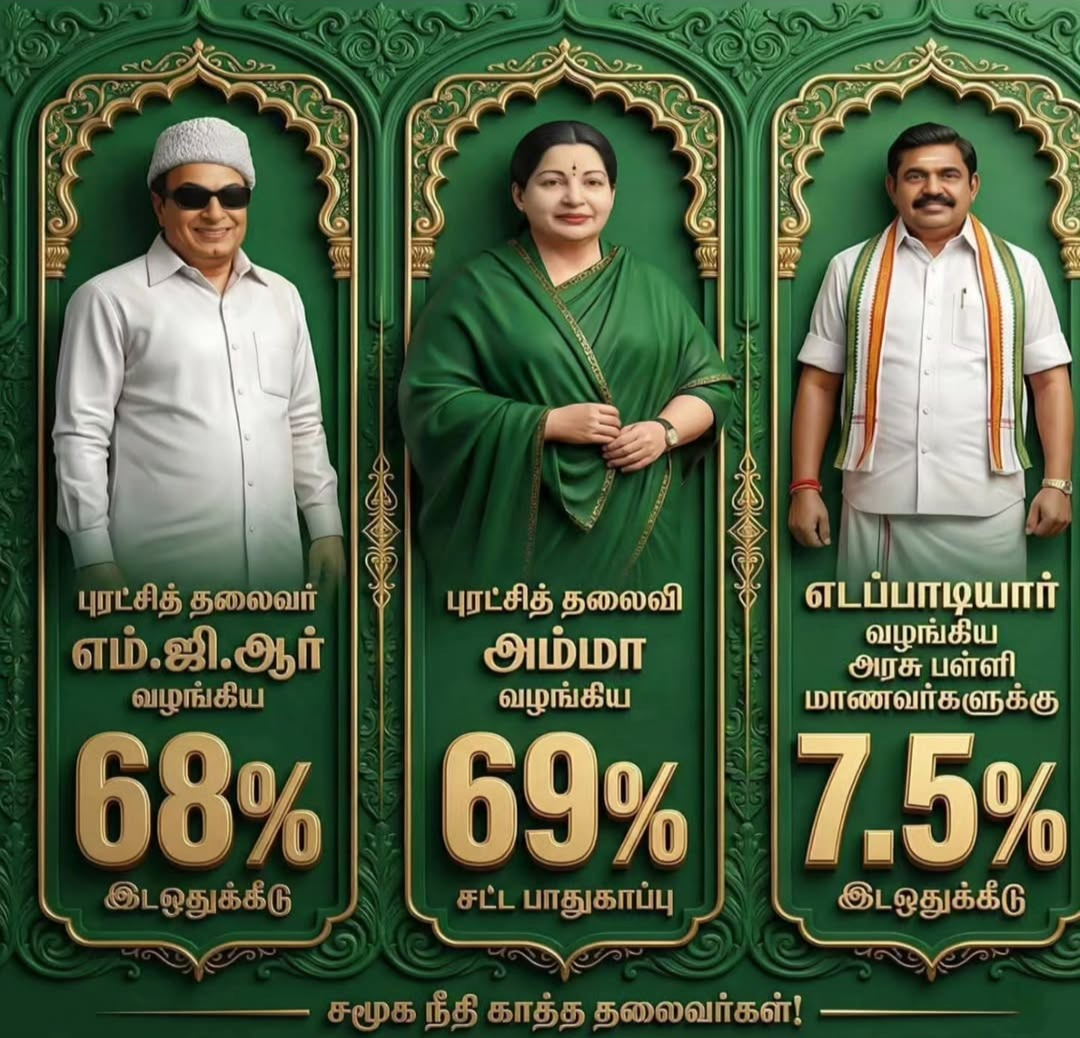 புரட்சித் தலைவர்
எம்.ஜி.ஆர்
வழங்கிய
68%
இடஒதுக்கீடு
புரட்சித் தலைவி
அம்மா
வழங்கிய
69%
சட்ட பாதுகாப்பு
எடப்பாடியார்
வழங்கிய
அரசு பள்ளி
மாணவர்களுக்கு
7.5%
இடஒதுக்கீடு
சமூக நீதி காத்த தலைவர்கள்!